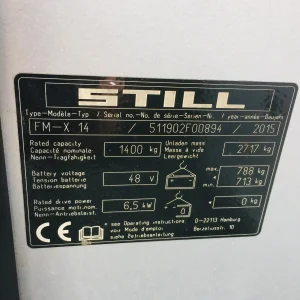 STILL
Type-Modèle-Typ / Serial no.-No. de série-Serien-Nr. / year-année-Baujahr
FM-X 14 / 511902F00894 / 2015
Rated capacity
Capacité nominale
Nenn-Tragfähigkeit
1400 kg
Unladen mass
Masse à vide
Leergewicht
2717 kg
Battery voltage
Tension batterie
Batteriespannung
48 V
max 788 kg
min 713 kg
Rated drive power
Puissance motr.nom.
Nenn-Antriebsleist.
6,5 kW
0 kg
CE
see Operating instructions
voir Mode d'emploi
siehe Betriebsanleitung
D-22113 Hamburg
Berzeliusstr. 10